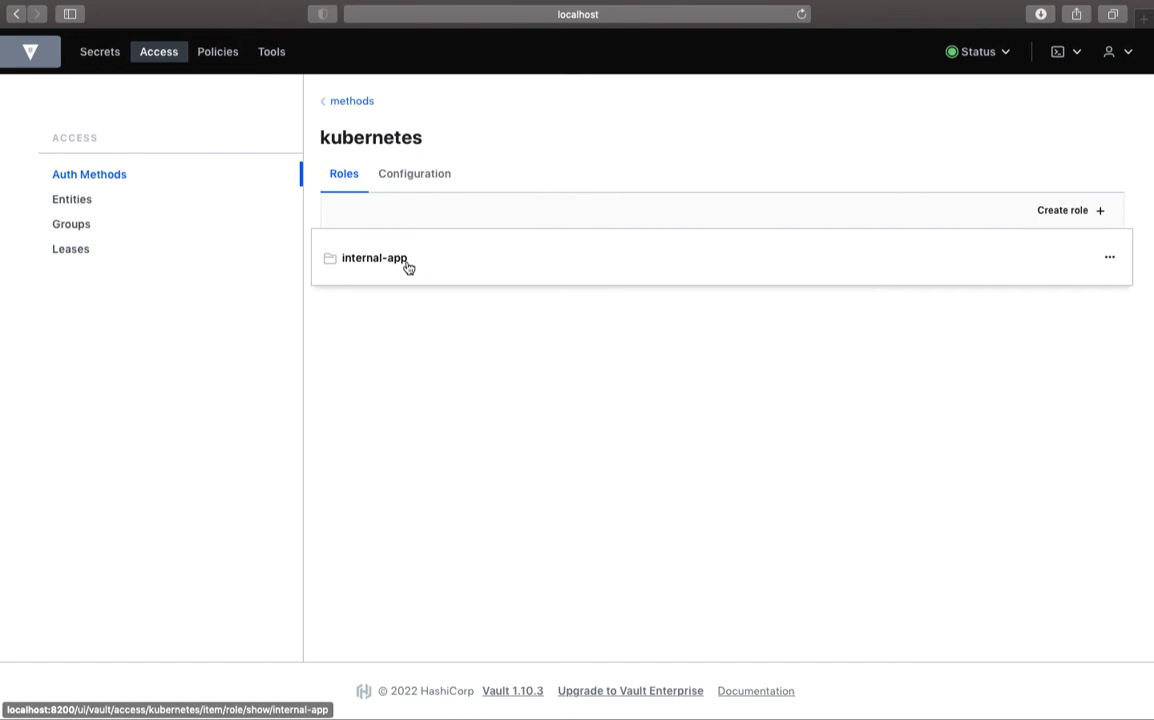 localhost
Secrets Access Policies Tools Status
methods
ACCESS
kubernetes
Auth Methods
Entities
Groups
Leases
Roles Configuration
Create role +
internal-app
© 2022 HashiCorp Vault 1.10.3 Upgrade to Vault Enterprise Documentation
localhost:8200/ui/vault/access/kubernetes/item/role/show/internal-app